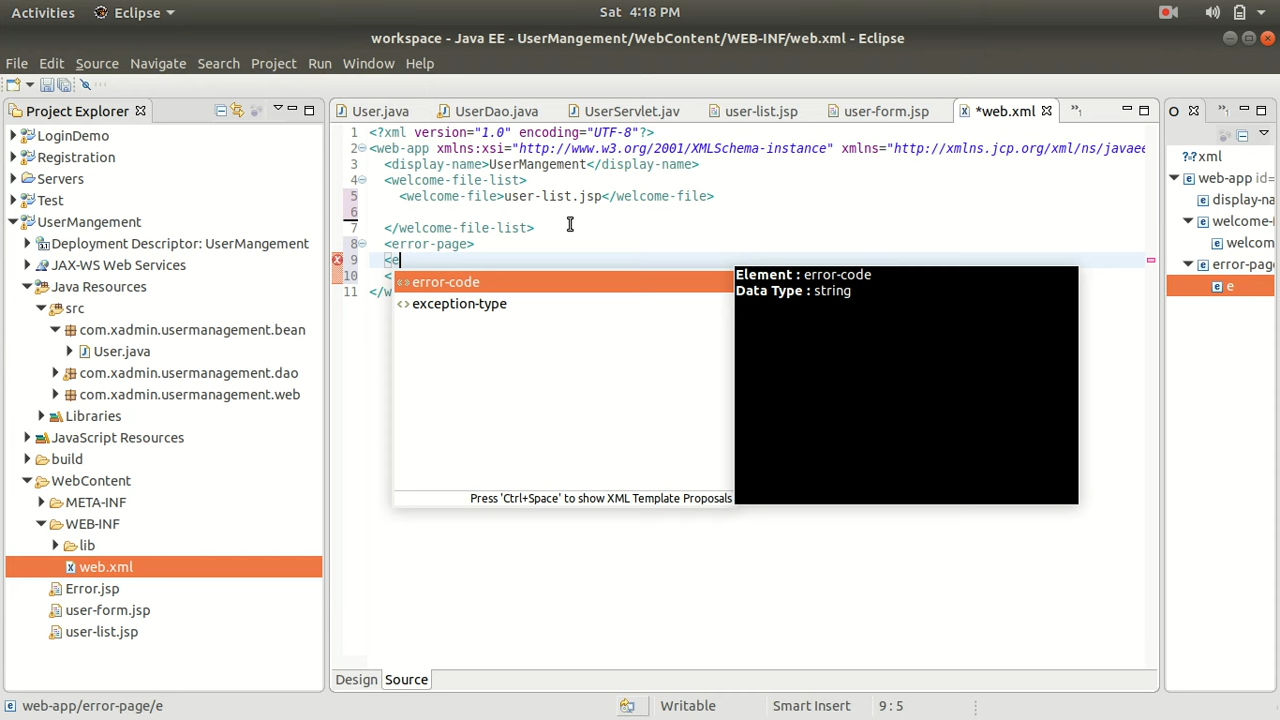 Activities
Eclipse
Sat 4:18 PM
workspace - Java EE - UserMangement/WebContent/WEB-INF/web.xml - Eclipse
File Edit Source Navigate Search Project Run Window Help
Project Explorer
User.java
UserDao.java
UserServlet.jav
user-list.jsp
user-form.jsp
*web.xml
O
LoginDemo
Registration
Servers
Test
UserMangement
Deployment Descriptor: UserMangement
JAX-WS Web Services
Java Resources
src
com.xadmin.usermanagement.bean
User.java
com.xadmin.usermanagement.dao
com.xadmin.usermanagement.web
Libraries
JavaScript Resources
build
WebContent
META-INF
WEB-INF
lib
web.xml
Error.jsp
user-form.jsp
user-list.jsp
1 <?xml version="1.0" encoding="UTF-8"?>
2 <web-app xmlns:xsi="http://www.w3.org/2001/XMLSchema-instance" xmlns="http://xmlns.jcp.org/xml/ns/javaee
3 <display-name>UserMangement</display-name>
4 <welcome-file-list>
5 <welcome-file>user-list.jsp</welcome-file>
6
7 </welcome-file-list>
8 <error-page>
9 <e
10 <
11 </w
error-code
exception-type
Press 'Ctrl+Space' to show XML Template Proposals
Element : error-code
Data Type : string
xml
web-app
display-na
welcome-
welcom
error-pag
e
Design
Source
web-app/error-page/e
Writable
Smart Insert
9 : 5